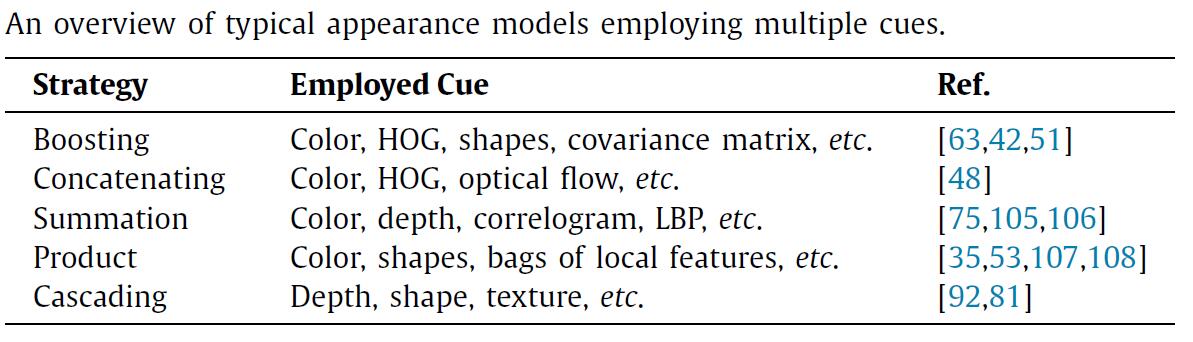 An overview of typical appearance models employing multiple cues.
Strategy Employed Cue Ref.
Boosting Color, HOG, shapes, covariance matrix, etc. [63,42,51]
Concatenating Color, HOG, optical flow, etc. [48]
Summation Color, depth, correlogram, LBP, etc. [75,105,106]
Product Color, shapes, bags of local features, etc. [35,53,107,108]
Cascading Depth, shape, texture, etc. [92,81]